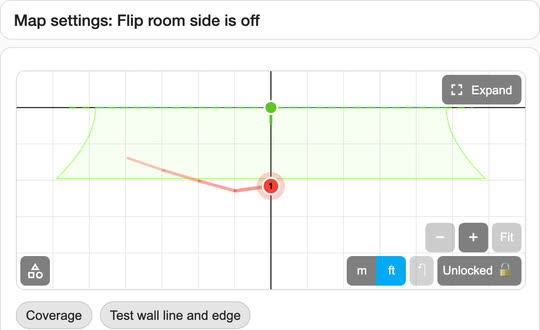 Map settings: Flip room side is off
Expand
1
− + Fit
m ft Unlocked
Coverage Test wall line and edge